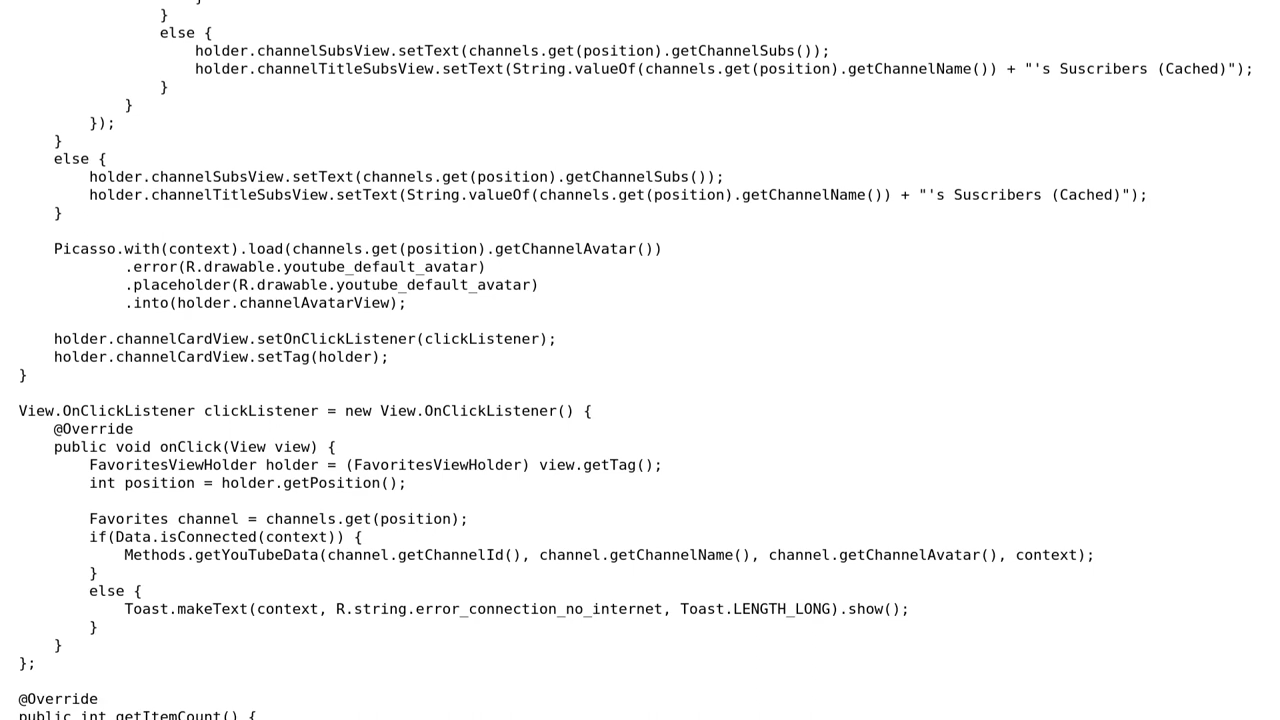 }
else {
holder.channelSubsView.setText(channels.get(position).getChannelSubs());
holder.channelTitleSubsView.setText(String.valueOf(channels.get(position).getChannelName()) + "'s Suscribers (Cached)");
}
}
});
}
else {
holder.channelSubsView.setText(channels.get(position).getChannelSubs());
holder.channelTitleSubsView.setText(String.valueOf(channels.get(position).getChannelName()) + "'s Suscribers (Cached)");
}

Picasso.with(context).load(channels.get(position).getChannelAvatar())
.error(R.drawable.youtube_default_avatar)
.placeholder(R.drawable.youtube_default_avatar)
.into(holder.channelAvatarView);

holder.channelCardView.setOnClickListener(clickListener);
holder.channelCardView.setTag(holder);
}

View.OnClickListener clickListener = new View.OnClickListener() {
@Override
public void onClick(View view) {
FavoritesViewHolder holder = (FavoritesViewHolder) view.getTag();
int position = holder.getPosition();

Favorites channel = channels.get(position);
if(Data.isConnected(context)) {
Methods.getYouTubeData(channel.getChannelId(), channel.getChannelName(), channel.getChannelAvatar(), context);
}
else {
Toast.makeText(context, R.string.error_connection_no_internet, Toast.LENGTH_LONG).show();
}
}
};

@Override
public int getItemCount() {